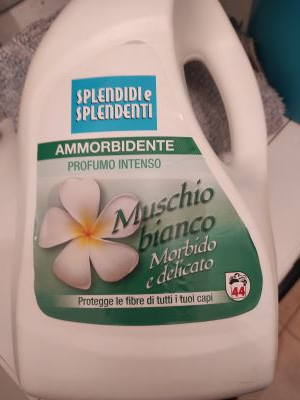 SPLENDIDI e
SPLENDENTI
AMMORBIDENTE
PROFUMO INTENSO
Muschio
bianco
Morbido
e delicato
Protegge le fibre di tutti i tuoi capi
44